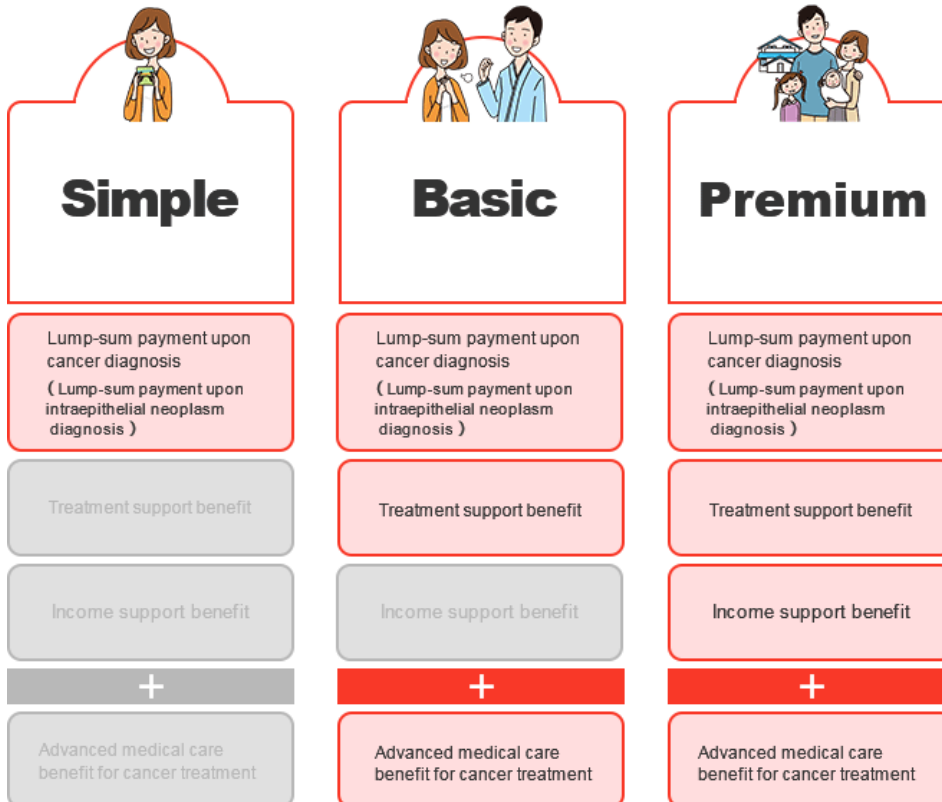 Simple
Basic
Premium
Lump-sum payment upon
cancer diagnosis
( Lump-sum payment upon
intraepithelial neoplasm
diagnosis )
Lump-sum payment upon
cancer diagnosis
( Lump-sum payment upon
intraepithelial neoplasm
diagnosis )
Lump-sum payment upon
cancer diagnosis
( Lump-sum payment upon
intraepithelial neoplasm
diagnosis )
Treatment support benefit
Treatment support benefit
Treatment support benefit
Income support benefit
Income support benefit
Income support benefit
+
+
+
Advanced medical care
benefit for cancer treatment
Advanced medical care
benefit for cancer treatment
Advanced medical care
benefit for cancer treatment